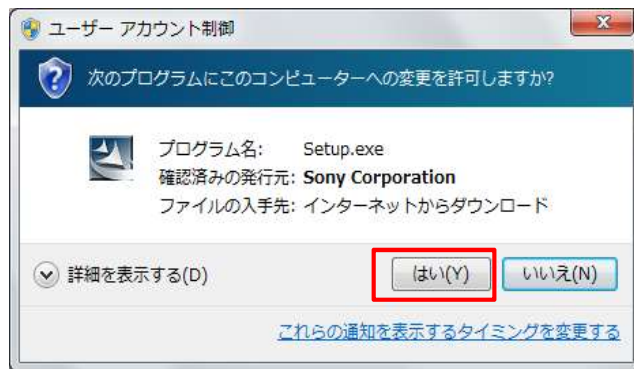 ユーザー アカウント制御
次のプログラムにこのコンピューターへの変更を許可しますか?
プログラム名: Setup.exe
確認済みの発行元: Sony Corporation
ファイルの入手先: インターネットからダウンロード
詳細を表示する(D) はい(Y) いいえ(N)
これらの通知を表示するタイミングを変更する